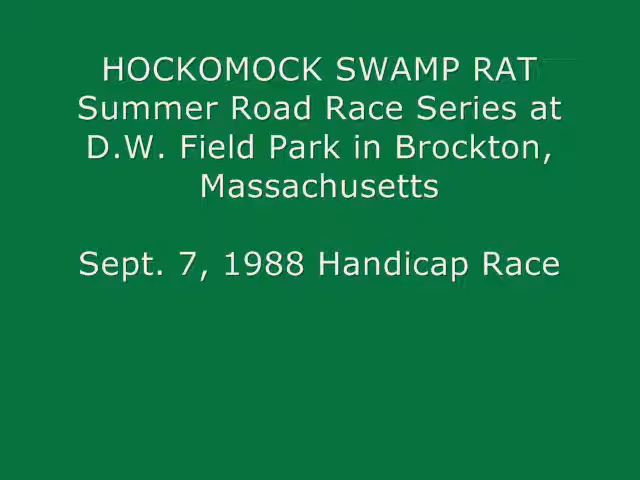 HOCKOMOCK SWAMP RAT
Summer Road Race Series at
D.W. Field Park in Brockton,
Massachusetts
Sept. 7, 1988 Handicap Race